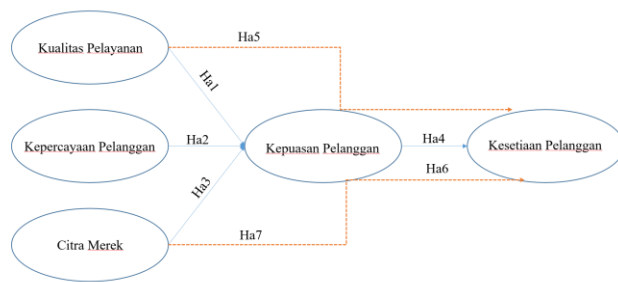 Kualitas Pelayanan
Ha5
Ha1
Kepercayaan Pelanggan
Ha2
Kepuasan Pelanggan
Ha4
Kesetiaan Pelanggan
Ha6
Ha3
Citra Merek
Ha7